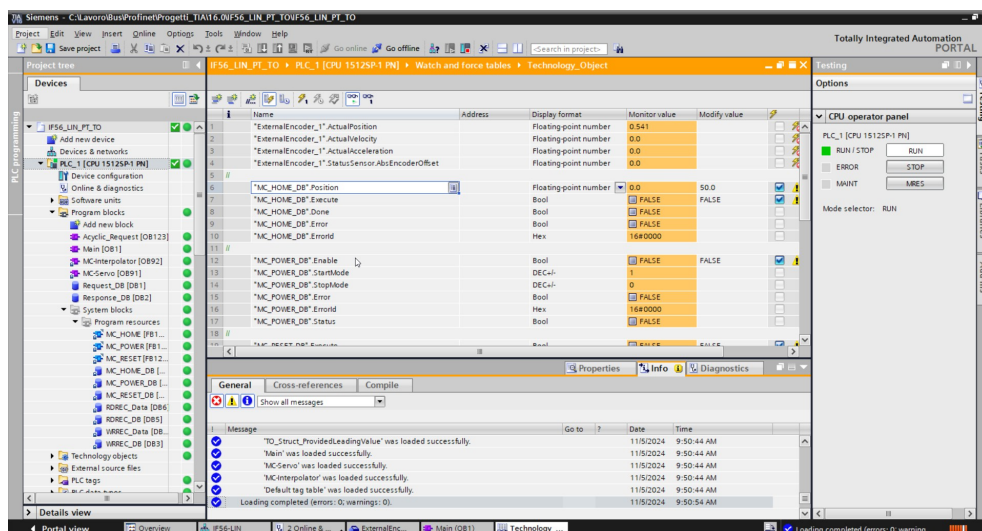 Siemens - C:\Lavoro\Bus\Profinet\Progetti_TIA\16.0\IF56_LIN_PT_TO\IF56_LIN_PT_TO
Project Edit View Insert Online Options Tools Window Help
Totally Integrated Automation
PORTAL
Save project Go online Go offline <Search in project>
Project tree
IF56_LIN_PT_TO PLC_1 [CPU 1512SP-1 PN] Watch and force tables Technology_Object
Testing
Devices
Options
PLC programming
IF56_LIN_PT_TO
Add new device
Devices & networks
PLC_1 [CPU 1512SP-1 PN]
Device configuration
Online & diagnostics
Software units
Program blocks
Add new block
Acyclic_Request [OB123]
Main [OB1]
MC-Interpolator [OB92]
MC-Servo [OB91]
Request_DB [DB1]
Response_DB [DB2]
System blocks
Program resources
MC_HOME [FB1...
MC_POWER [FB1...
MC_RESET [FB12...
MC_HOME_DB [...
MC_POWER_DB [...
MC_RESET_DB [...
RDREC_Data [DB6]
RDREC_DB [DB5]
WRREC_Data [DB...
WRREC_DB [DB3]
Technology objects
External source files
PLC tags
PLC data types
Details view
i Name Address Display format Monitor value Modify value
1 "ExternalEncoder_1".ActualPosition Floating-point number 0.541
2 "ExternalEncoder_1".ActualVelocity Floating-point number 0.0
3 "ExternalEncoder_1".ActualAcceleration Floating-point number 0.0
4 "ExternalEncoder_1".StatusSensor.AbsEncoderOffset Floating-point number 0.0
5 //
6 "MC_HOME_DB".Position Floating-point number 0.0 50.0
7 "MC_HOME_DB".Execute Bool FALSE FALSE
8 "MC_HOME_DB".Done Bool FALSE
9 "MC_HOME_DB".Error Bool FALSE
10 "MC_HOME_DB".ErrorId Hex 16#0000
11 //
12 "MC_POWER_DB".Enable Bool FALSE FALSE
13 "MC_POWER_DB".StartMode DEC+/- 1
14 "MC_POWER_DB".StopMode DEC+/- 0
15 "MC_POWER_DB".Error Bool FALSE
16 "MC_POWER_DB".ErrorId Hex 16#0000
17 "MC_POWER_DB".Status Bool FALSE
18 //
19 "MC_RESET_DB".Execute Bool FALSE FALSE
CPU operator panel
PLC_1 [CPU 1512SP-1 PN]
RUN / STOP RUN
ERROR STOP
MAINT MRES
Mode selector: RUN
Properties Info Diagnostics
General Cross-references Compile
Show all messages
! Message Go to ? Date Time
'TO_Struct_ProvidedLeadingValue' was loaded successfully. 11/5/2024 9:50:44 AM
'Main' was loaded successfully. 11/5/2024 9:50:44 AM
'MC-Servo' was loaded successfully. 11/5/2024 9:50:44 AM
'MC-Interpolator' was loaded successfully. 11/5/2024 9:50:44 AM
'Default tag table' was loaded successfully. 11/5/2024 9:50:44 AM
Loading completed (errors: 0; warnings: 0). 11/5/2024 9:50:54 AM
Portal view Overview IF56-LIN 2 Online & ... ExternalEnc... Main (OB1) Technology ... Loading completed (errors: 0; warning...